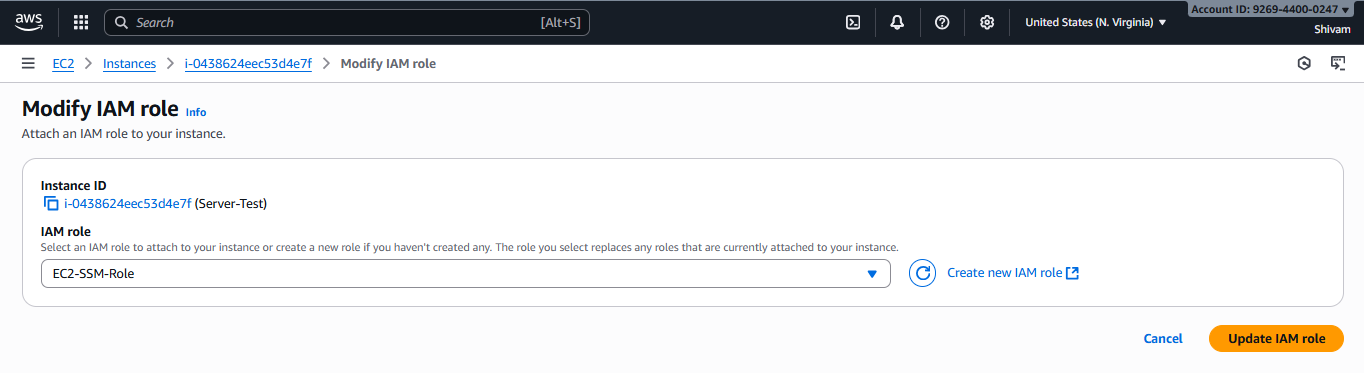 aws
Search [Alt+S]
United States (N. Virginia)
Account ID: 9269-4400-0247
Shivam
EC2 > Instances > i-0438624eec53d4e7f > Modify IAM role
Modify IAM role Info
Attach an IAM role to your instance.
Instance ID
i-0438624eec53d4e7f (Server-Test)
IAM role
Select an IAM role to attach to your instance or create a new role if you haven't created any. The role you select replaces any roles that are currently attached to your instance.
EC2-SSM-Role
Create new IAM role
Cancel Update IAM role